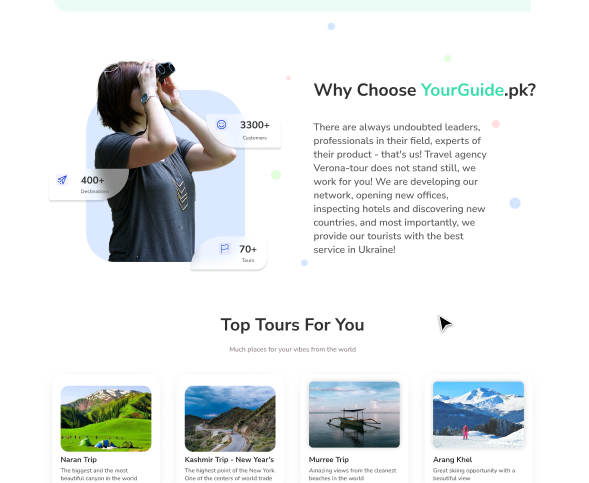 Why Choose YourGuide.pk?
3300+
Customers
There are always undoubted leaders,
professionals in their field, experts of
their product - that's us! Travel agency
Verona-tour does not stand still, we
work for you! We are developing our
network, opening new offices,
inspecting hotels and discovering new
countries, and most importantly, we
provide our tourists with the best
service in Ukraine!
400+
Destinations
70+
Tours
Top Tours For You
Much places for your vibes from the world
Naran Trip
The biggest and the most
beautiful canyon in the world
Kashmir Trip - New Year's
The highest point of the New York
One of the centers of world trade
Murree Trip
Amazing views from the cleanest
beaches in the world
Arang Khel
Great skiing opportunity with a
beautiful view